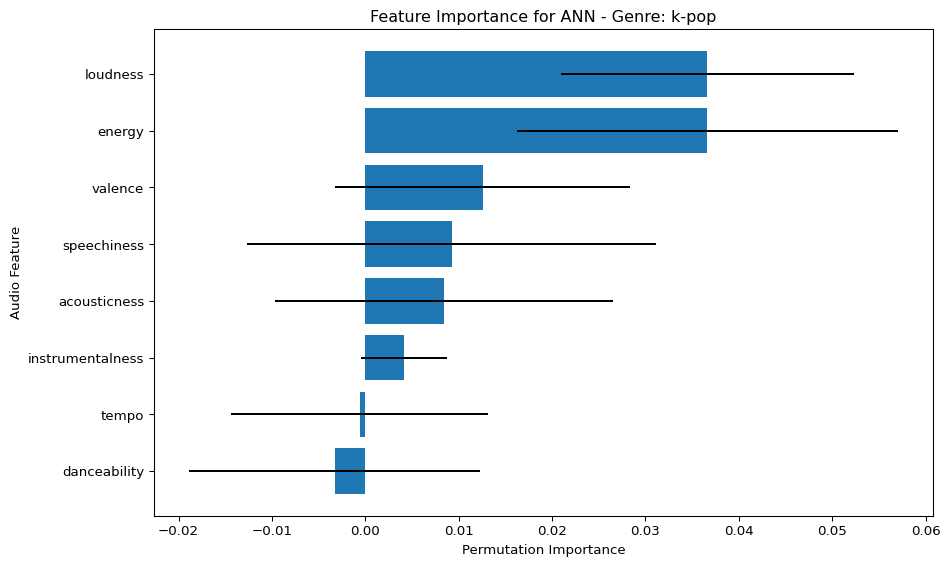 Feature Importance for ANN - Genre: k-pop
loudness
energy
valence
speechiness
acousticness
instrumentalness
tempo
danceability
Audio Feature
−0.02 −0.01 0.00 0.01 0.02 0.03 0.04 0.05 0.06
Permutation Importance